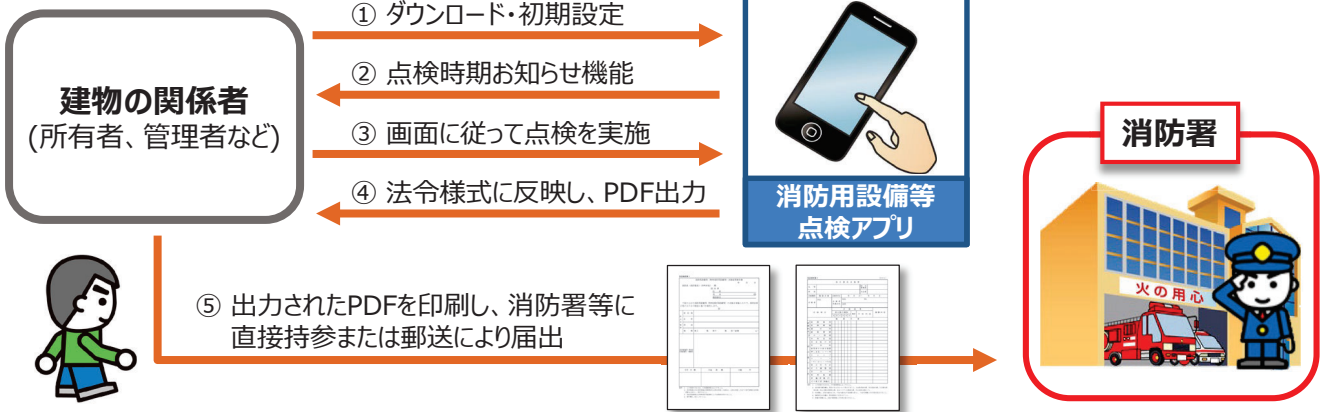 ① ダウンロード・初期設定
② 点検時期お知らせ機能
③ 画面に従って点検を実施
④ 法令様式に反映し、PDF出力
建物の関係者
(所有者、管理者など)
消防用設備等
点検アプリ
消防署
火の用心
⑤ 出力されたPDFを印刷し、消防署等に
直接持参または郵送により届出